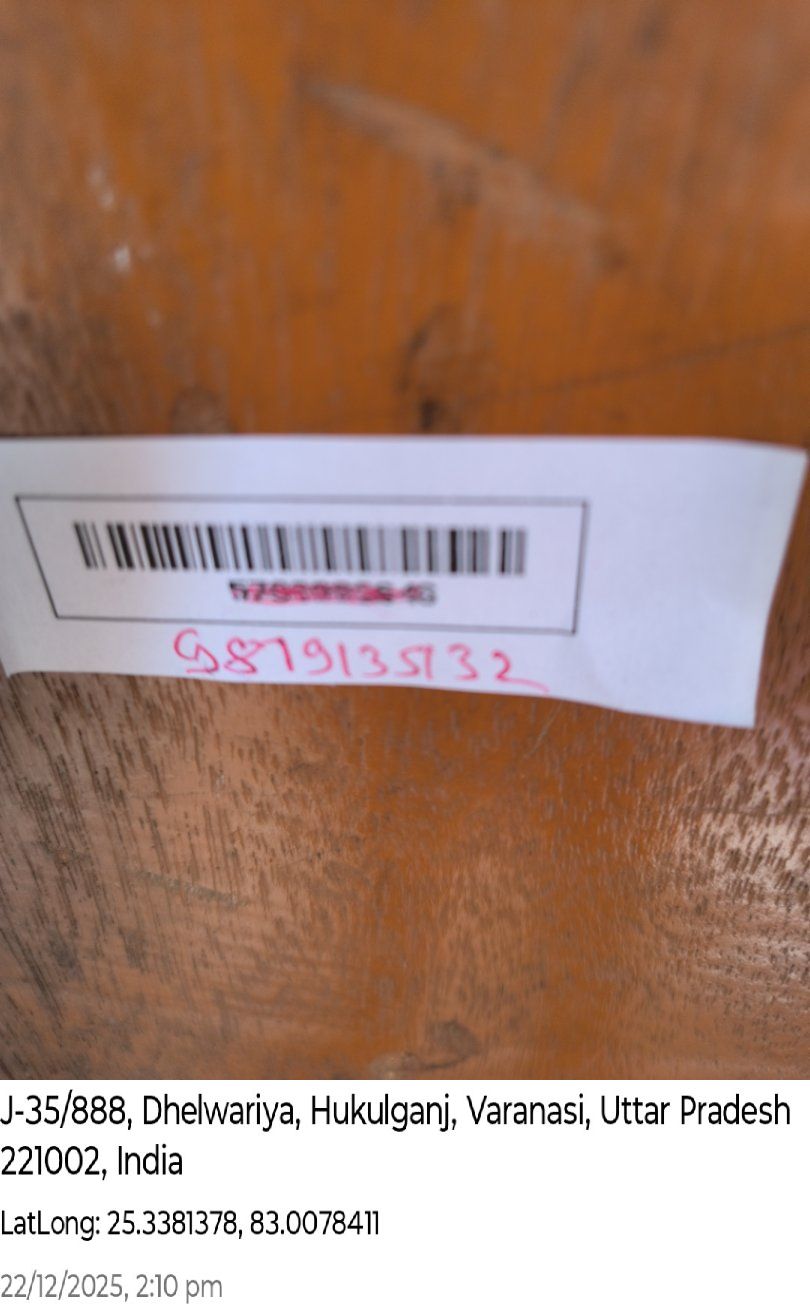 9879135132
J-35/888, Dhelwariya, Hukulganj, Varanasi, Uttar Pradesh
221002, India
LatLong: 25.3381378, 83.0078411
22/12/2025, 2:10 pm